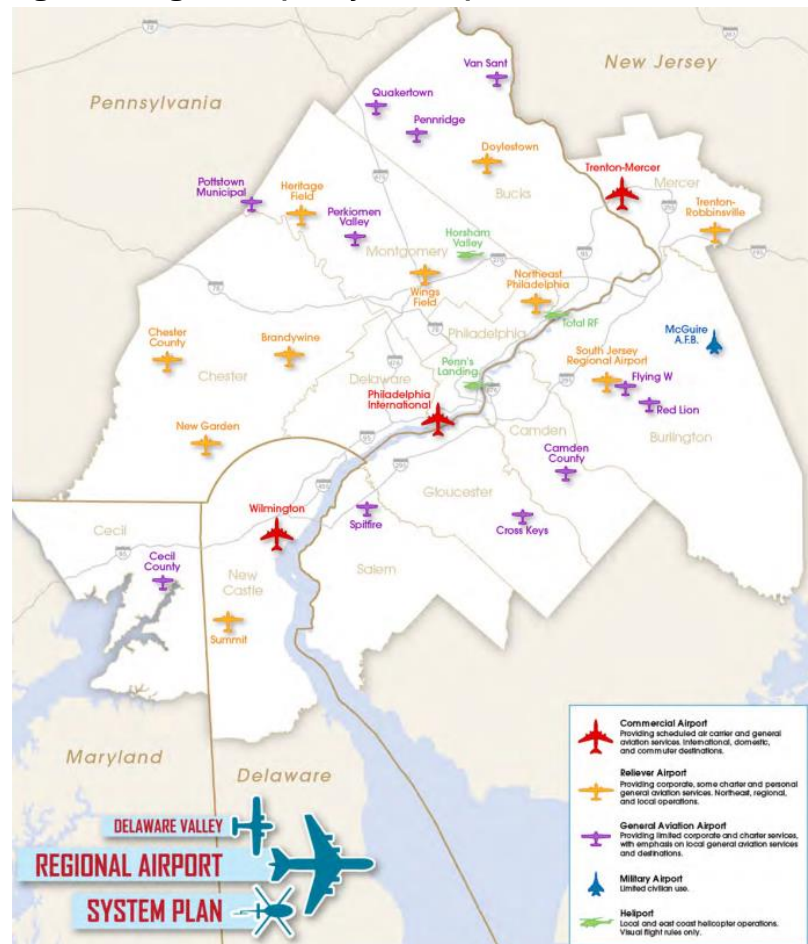 Van Sant
New Jersey
Quakertown
Pennsylvania
Pennridge
Doylestown
Trenton-Mercer
Bucks
Mercer
Pottstown
Municipal
Heritage
Field
Trenton-
Robbinsville
Perkiomen
Valley
Horsham
Valley
Montgomery
Wings
Field
Northeast
Philadelphia
Total RF
Philadelphia
McGuire
A.F.B.
Chester
County
Brandywine
South Jersey
Regional Airport
Penn's
Landing
Chester
Delaware
Flying W
Philadelphia
International
Red Lion
New Garden
Camden
Burlington
Camden
County
Gloucester
Wilmington
Spitfire
Cross Keys
Cecil
Cecil
County
Salem
New
Castle
Summit
Maryland
Delaware
DELAWARE VALLEY
REGIONAL AIRPORT
SYSTEM PLAN
Commercial Airport
Providing scheduled air carrier and general
aviation services. International, domestic,
and commuter destinations.
Reliever Airport
Providing corporate, some charter and personal
general aviation services. Northeast, regional,
and local operations.
General Aviation Airport
Providing limited corporate and charter services,
with emphasis on local general aviation services
and destinations.
Military Airport
Limited civilian use.
Heliport
Local and east coast helicopter operations.
Visual flight rules only.